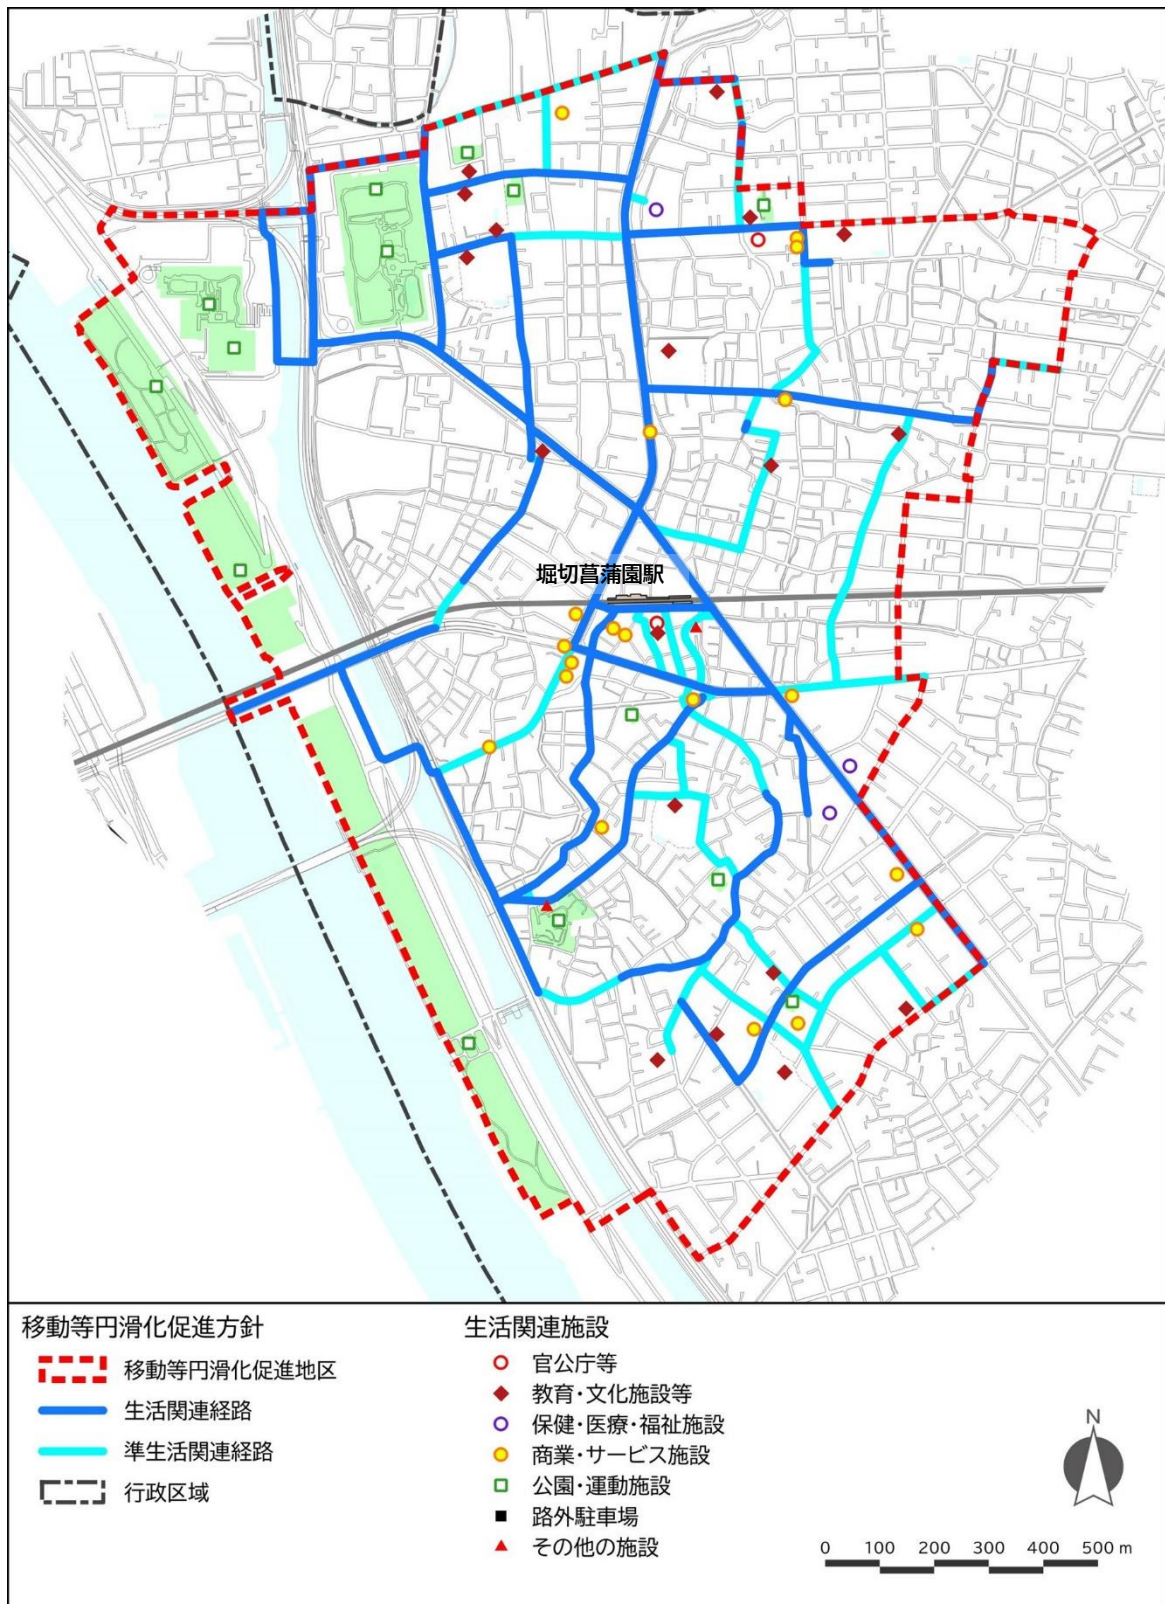 堀切菖蒲園駅
移動等円滑化促進方針
移動等円滑化促進地区
生活関連経路
準生活関連経路
行政区域
生活関連施設
官公庁等
教育・文化施設等
保健・医療・福祉施設
商業・サービス施設
公園・運動施設
路外駐車場
その他の施設
N
0 100 200 300 400 500 m